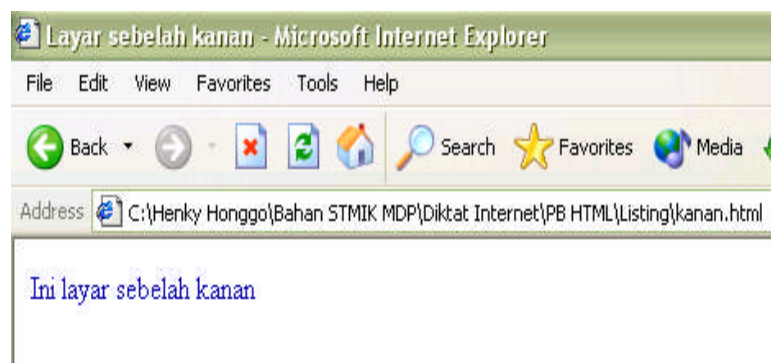 Layar sebelah kanan - Microsoft Internet Explorer
File Edit View Favorites Tools Help
Back Search Favorites Media
Address C:\Henky Honggo\Bahan STMIK MDP\Diktat Internet\PB HTML\Listing\kanan.html
Ini layar sebelah kanan